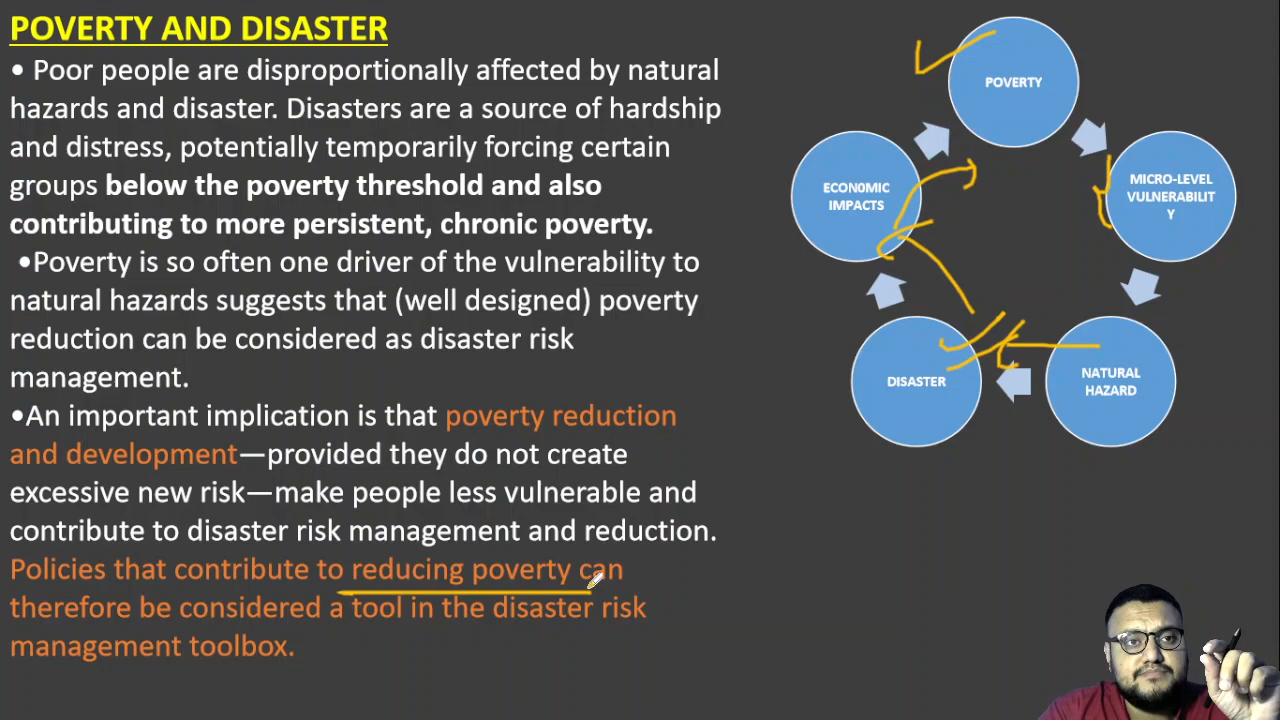 POVERTY AND DISASTER
• Poor people are disproportionally affected by natural
hazards and disaster. Disasters are a source of hardship
and distress, potentially temporarily forcing certain
groups below the poverty threshold and also
contributing to more persistent, chronic poverty.
•Poverty is so often one driver of the vulnerability to
natural hazards suggests that (well designed) poverty
reduction can be considered as disaster risk
management.
•An important implication is that poverty reduction
and development—provided they do not create
excessive new risk—make people less vulnerable and
contribute to disaster risk management and reduction.
Policies that contribute to reducing poverty can
therefore be considered a tool in the disaster risk
management toolbox.
POVERTY
MICRO-LEVEL
VULNERABILIT
Y
NATURAL
HAZARD
DISASTER
ECON0MIC
IMPACTS